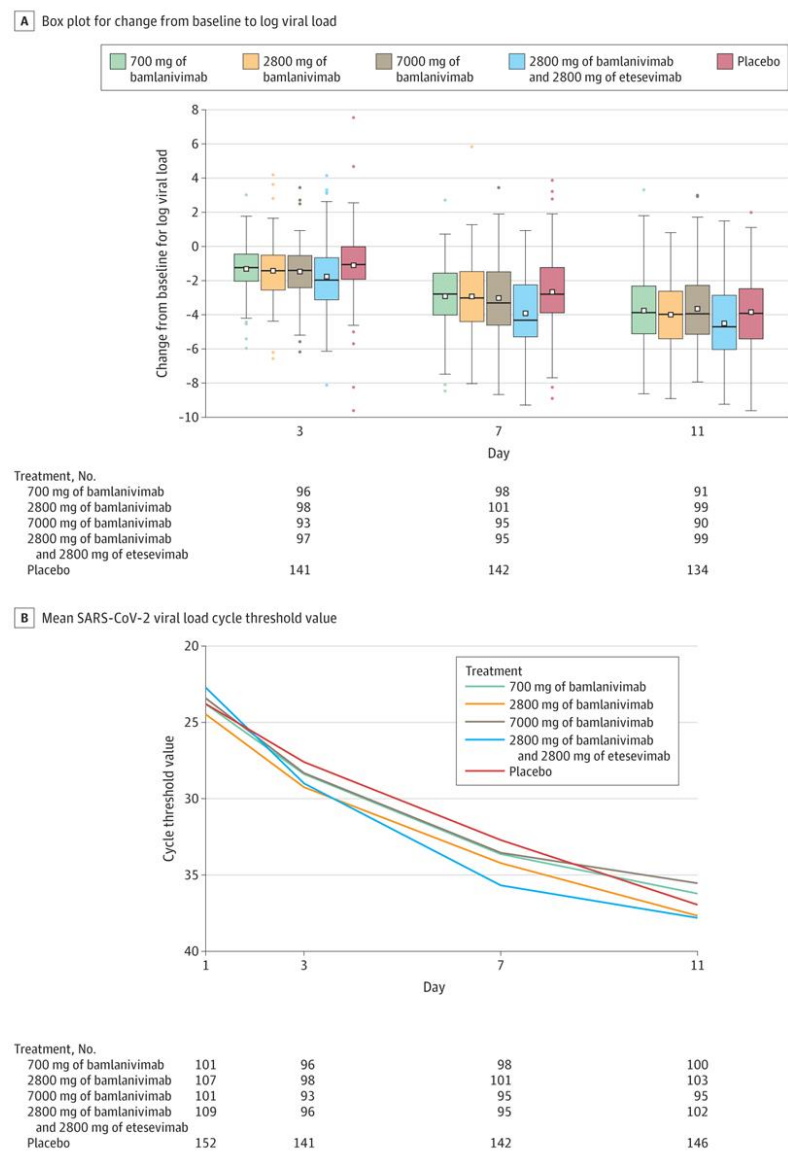 A Box plot for change from baseline to log viral load
700 mg of bamlanivimab
2800 mg of bamlanivimab
7000 mg of bamlanivimab
2800 mg of bamlanivimab and 2800 mg of etesevimab
Placebo
Change from baseline for log viral load
8
6
4
2
0
-2
-4
-6
-8
-10
3 7 11
Day
Treatment, No.
700 mg of bamlanivimab 96 98 91
2800 mg of bamlanivimab 98 101 99
7000 mg of bamlanivimab 93 95 90
2800 mg of bamlanivimab 97 95 99
and 2800 mg of etesevimab
Placebo 141 142 134
B Mean SARS-CoV-2 viral load cycle threshold value
Cycle threshold value
20
25
30
35
40
Treatment
700 mg of bamlanivimab
2800 mg of bamlanivimab
7000 mg of bamlanivimab
2800 mg of bamlanivimab
and 2800 mg of etesevimab
Placebo
1 3 7 11
Day
Treatment, No.
700 mg of bamlanivimab 101 96 98 100
2800 mg of bamlanivimab 107 98 101 103
7000 mg of bamlanivimab 101 93 95 95
2800 mg of bamlanivimab 109 96 95 102
and 2800 mg of etesevimab
Placebo 152 141 142 146